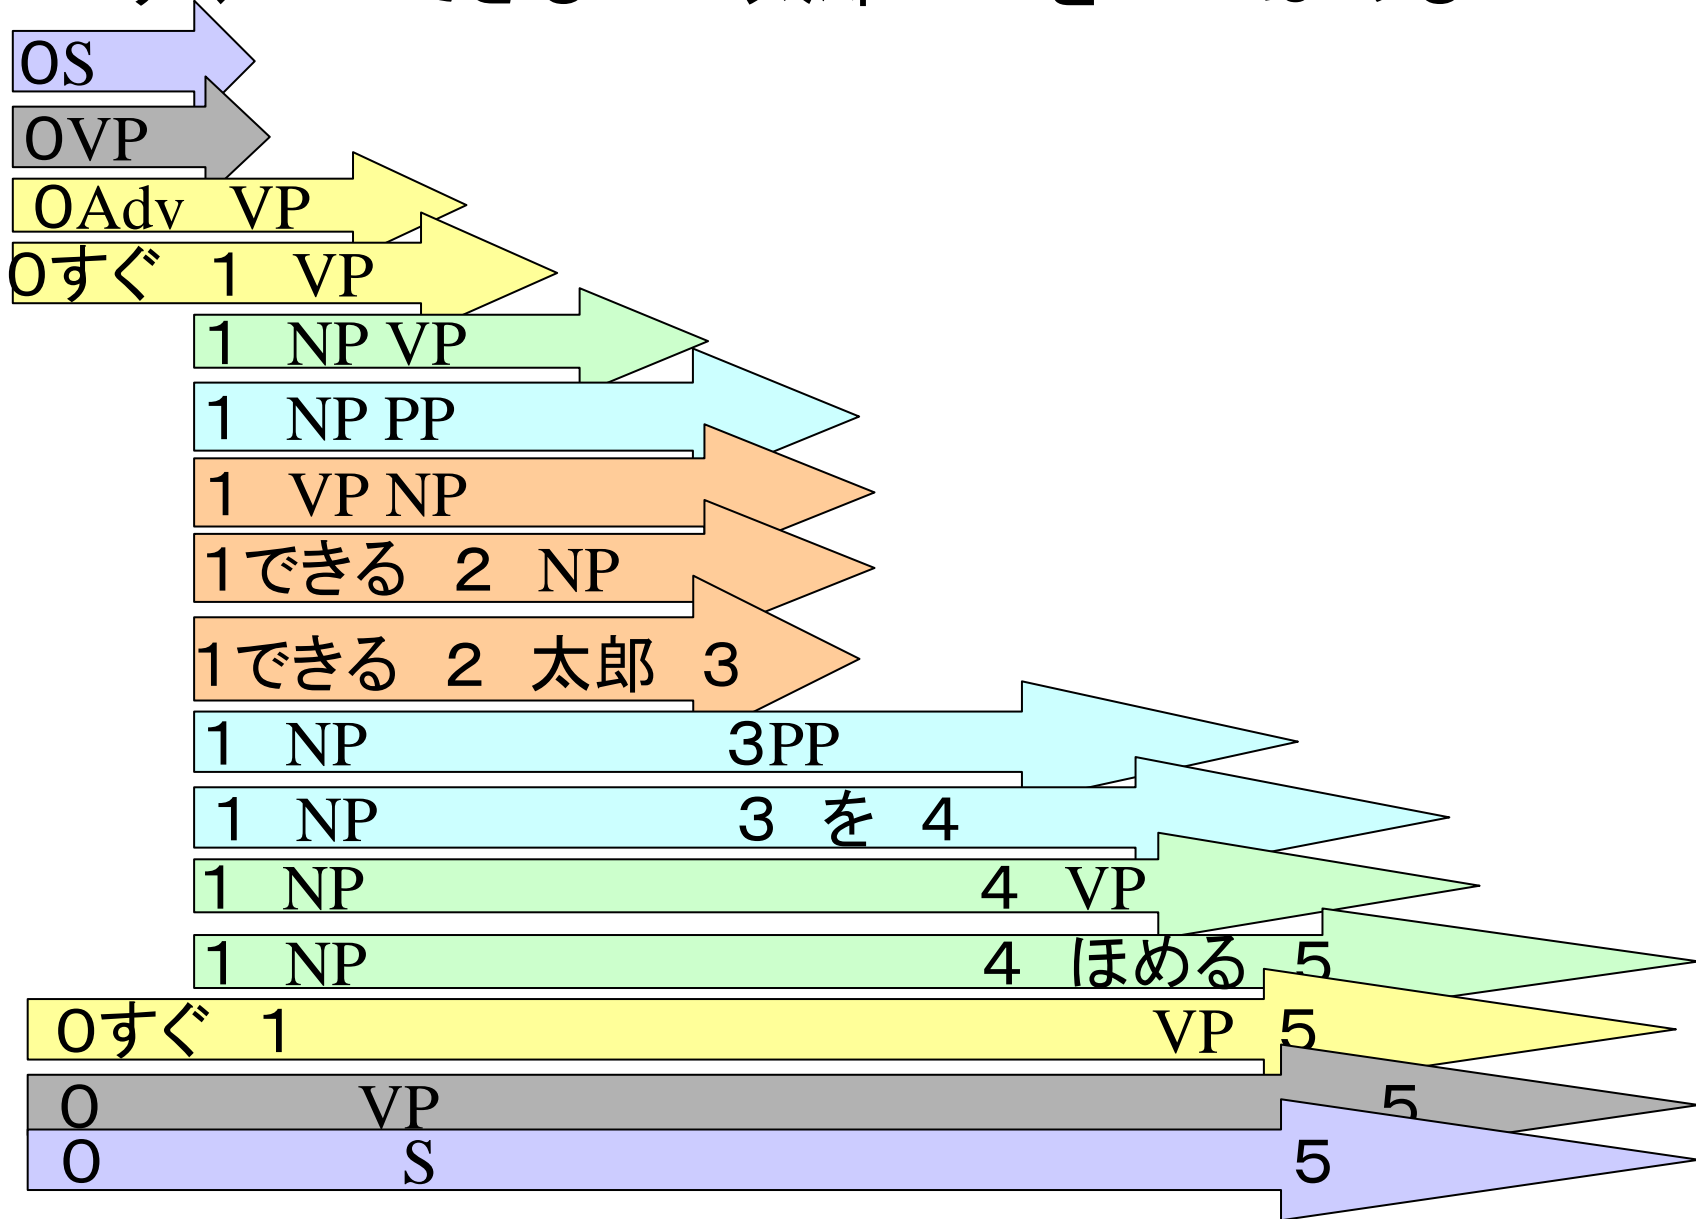 ０S
０VP
０Adv VP
０すぐ １ VP
１ NP VP
１ NP PP
１ VP NP
１できる ２ NP
１できる ２ 太郎 ３
１ NP ３PP
１ NP ３ を ４
１ NP ４ VP
１ NP ４ ほめる ５
０すぐ １ VP ５
０ VP ５
０ S ５